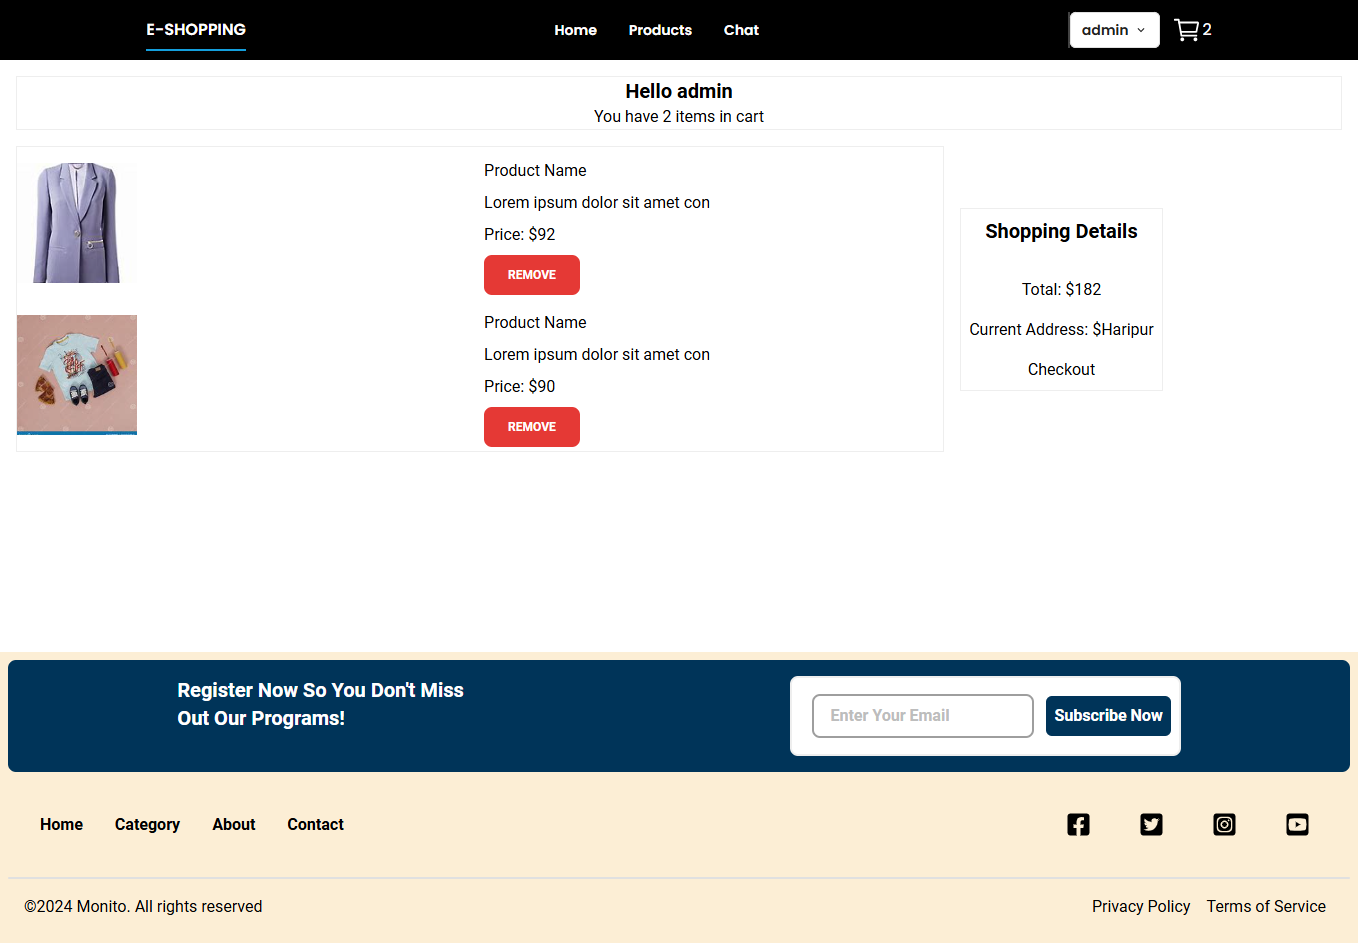 E-SHOPPING
Home Products Chat
admin
2
Hello admin
You have 2 items in cart
Product Name
Lorem ipsum dolor sit amet con
Price: $92
REMOVE
Product Name
Lorem ipsum dolor sit amet con
Price: $90
REMOVE
Shopping Details
Total: $182
Current Address: $Haripur
Checkout
Register Now So You Don't Miss
Out Our Programs!
Enter Your Email
Subscribe Now
Home Category About Contact
©2024 Monito. All rights reserved
Privacy Policy Terms of Service